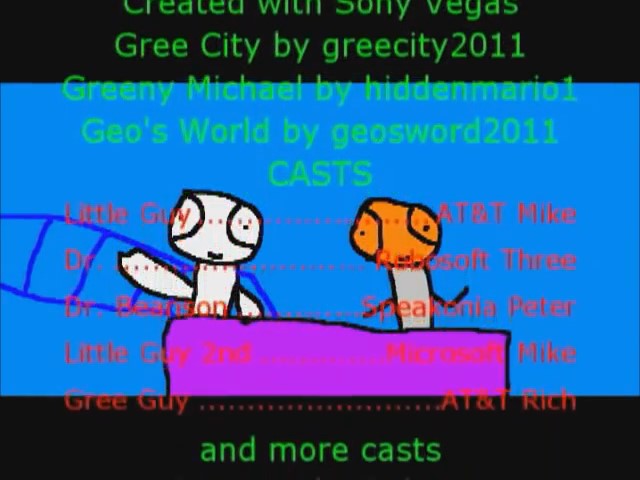 Created with Sony Vegas
Gree City by greecity2011
Greeny Michael by hiddenmario1
Geo's World by geosword2011
CASTS
Little Guy ........................AT&T Mike
Dr. .......................... Robosoft Three
Dr. Beanson ..............Speakonia Peter
Little Guy 2nd ..............Microsoft Mike
Gree Guy ..........................AT&T Rich
and more casts